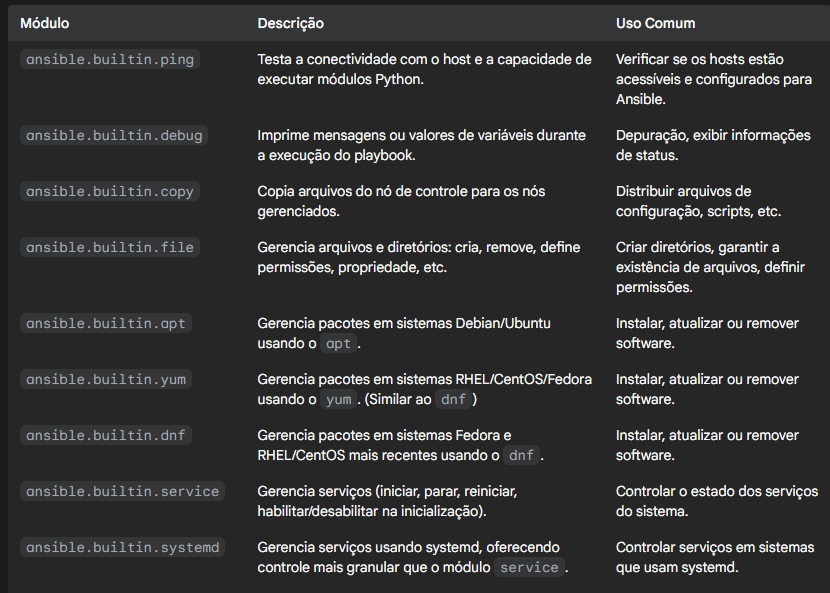 Módulo Descrição Uso Comum
ansible.builtin.ping Testa a conectividade com o host e a capacidade de Verificar se os hosts estão
executar módulos Python. acessíveis e configurados para
Ansible.
ansible.builtin.debug Imprime mensagens ou valores de variáveis durante Depuração, exibir informações
a execução do playbook. de status.
ansible.builtin.copy Copia arquivos do nó de controle para os nós Distribuir arquivos de
gerenciados. configuração, scripts, etc.
ansible.builtin.file Gerencia arquivos e diretórios: cria, remove, define Criar diretórios, garantir a
permissões, propriedade, etc. existência de arquivos, definir
permissões.
ansible.builtin.apt Gerencia pacotes em sistemas Debian/Ubuntu Instalar, atualizar ou remover
usando o apt. software.
ansible.builtin.yum Gerencia pacotes em sistemas RHEL/CentOS/Fedora Instalar, atualizar ou remover
usando o yum. (Similar ao dnf) software.
ansible.builtin.dnf Gerencia pacotes em sistemas Fedora e Instalar, atualizar ou remover
RHEL/CentOS mais recentes usando o dnf. software.
ansible.builtin.service Gerencia serviços (iniciar, parar, reiniciar, Controlar o estado dos serviços
habilitar/desabilitar na inicialização). do sistema.
ansible.builtin.systemd Gerencia serviços usando systemd, oferecendo Controlar serviços em sistemas
controle mais granular que o módulo service. que usam systemd.